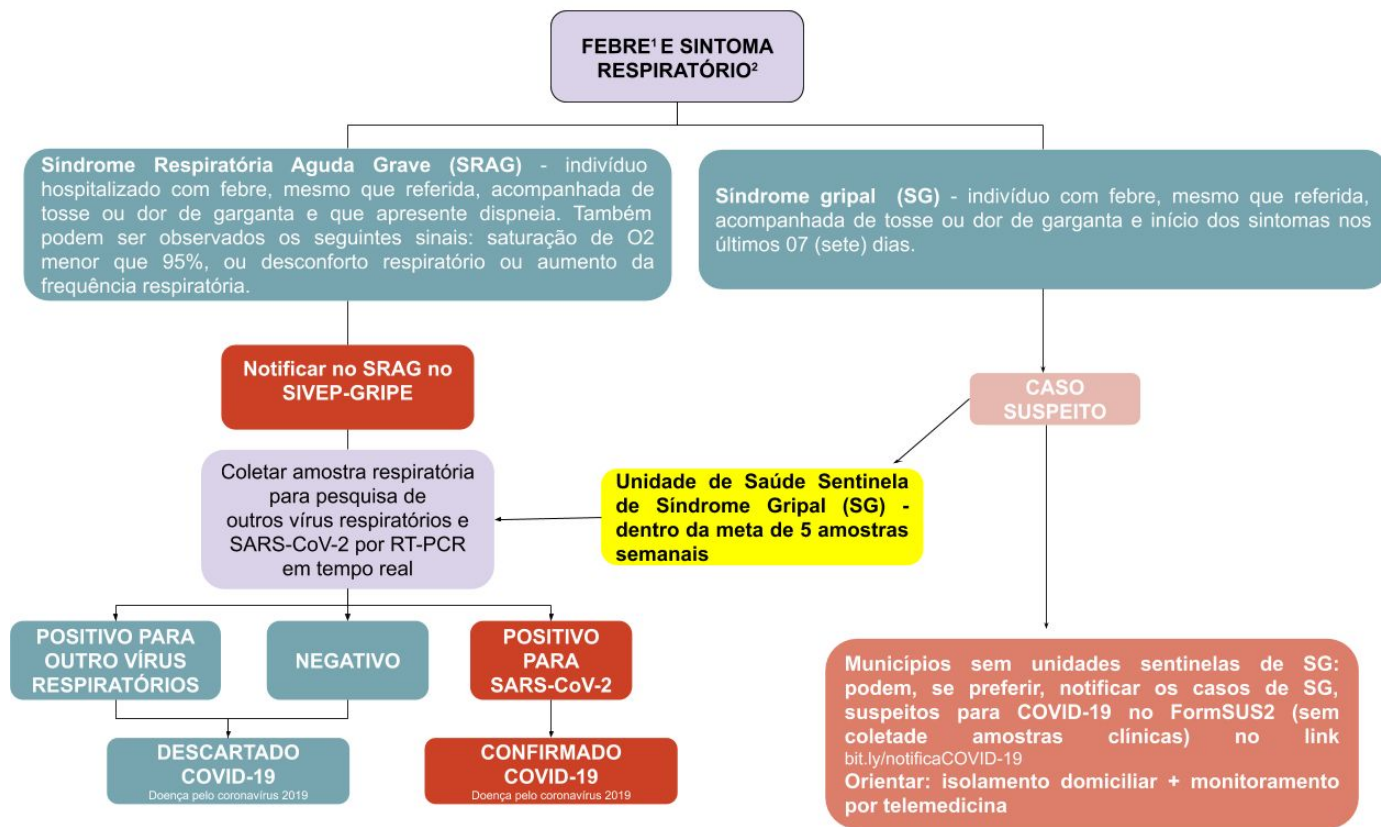 FEBRE¹ E SINTOMA
RESPIRATÓRIO²
Síndrome Respiratória Aguda Grave (SRAG) - indivíduo
hospitalizado com febre, mesmo que referida, acompanhada de
tosse ou dor de garganta e que apresente dispneia. Também
podem ser observados os seguintes sinais: saturação de O2
menor que 95%, ou desconforto respiratório ou aumento da
frequência respiratória.
Síndrome gripal (SG) - indivíduo com febre, mesmo que referida,
acompanhada de tosse ou dor de garganta e início dos sintomas nos
últimos 07 (sete) dias.
Notificar no SRAG no
SIVEP-GRIPE
CASO
SUSPEITO
Coletar amostra respiratória
para pesquisa de
outros vírus respiratórios e
SARS-CoV-2 por RT-PCR
em tempo real
Unidade de Saúde Sentinela
de Síndrome Gripal (SG) -
dentro da meta de 5 amostras
semanais
POSITIVO PARA
OUTRO VÍRUS
RESPIRATÓRIOS
NEGATIVO
POSITIVO
PARA
SARS-CoV-2
DESCARTADO
COVID-19
Doença pelo coronavírus 2019
CONFIRMADO
COVID-19
Doença pelo coronavírus 2019
Municípios sem unidades sentinelas de SG:
podem, se preferir, notificar os casos de SG,
suspeitos para COVID-19 no FormSUS2 (sem
coletade amostras clínicas) no link
bit.ly/notificaCOVID-19
Orientar: isolamento domiciliar + monitoramento
por telemedicina